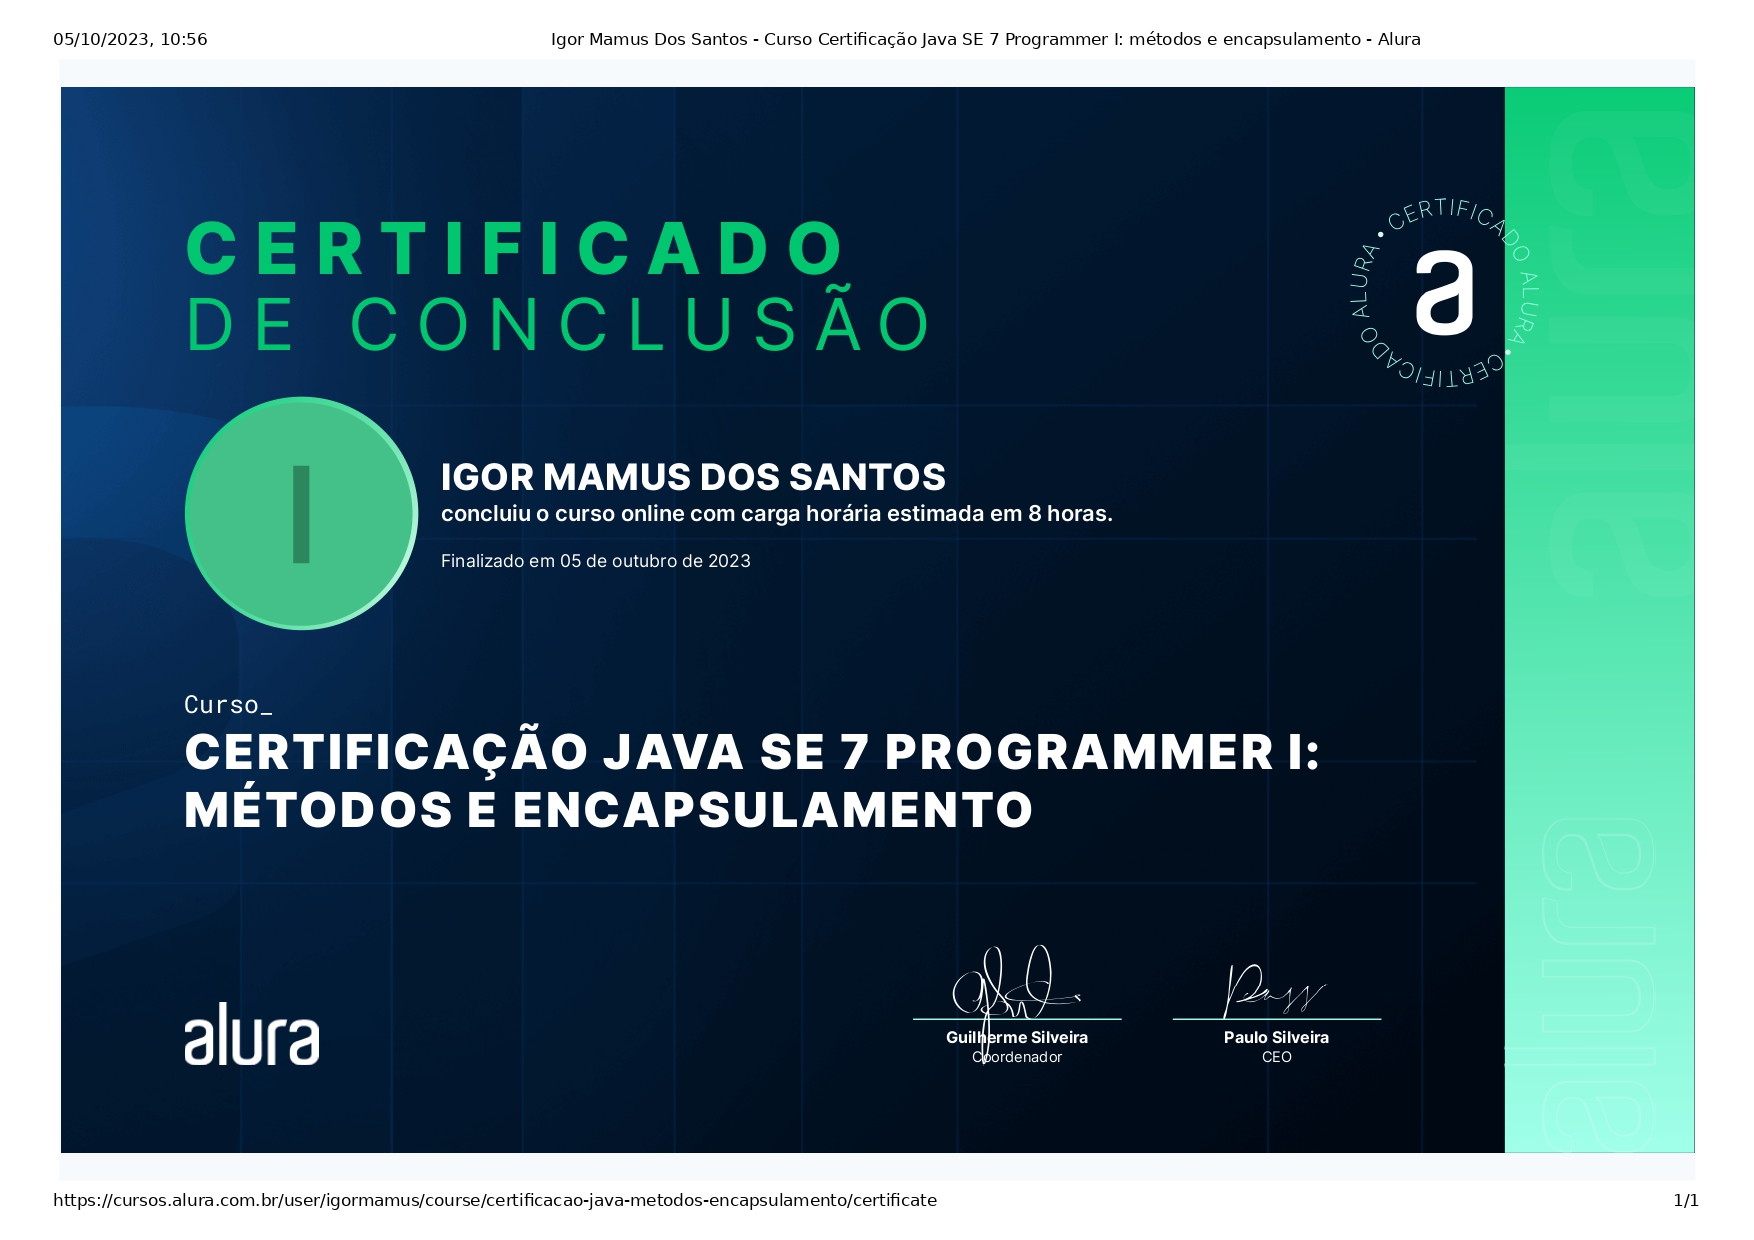 05/10/2023, 10:56
Igor Mamus Dos Santos - Curso Certificação Java SE 7 Programmer I: métodos e encapsulamento - Alura
CERTIFICADO
DE CONCLUSÃO
CERTIFICADO ALURA • CERTIFICADO ALURA •
a
alura
I
IGOR MAMUS DOS SANTOS
concluiu o curso online com carga horária estimada em 8 horas.
Finalizado em 05 de outubro de 2023
Curso_
CERTIFICAÇÃO JAVA SE 7 PROGRAMMER I:
MÉTODOS E ENCAPSULAMENTO
alura
alura
Guilherme Silveira
Coordenador
Paulo Silveira
CEO
https://cursos.alura.com.br/user/igormamus/course/certificacao-java-metodos-encapsulamento/certificate
1/1